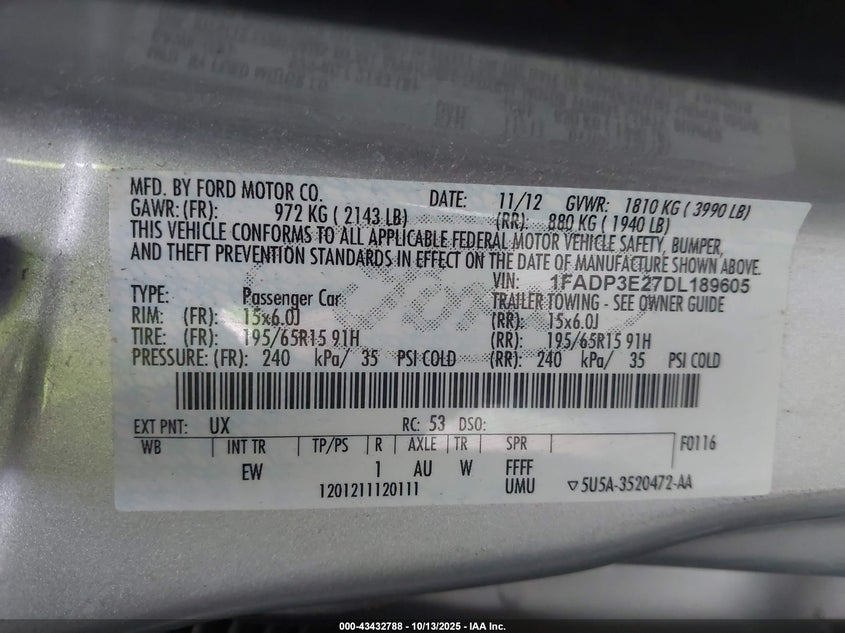 MFD. BY FORD MOTOR CO. DATE: 11/12 GVWR: 1810 KG ( 3990 LB)
GAWR: (FR): 972 KG ( 2143 LB) (RR): 880 KG ( 1940 LB)
THIS VEHICLE CONFORMS TO ALL APPLICABLE FEDERAL MOTOR VEHICLE SAFETY, BUMPER,
AND THEFT PREVENTION STANDARDS IN EFFECT ON THE DATE OF MANUFACTURE SHOWN ABOVE.
VIN: 1FADP3E27DL189605
TYPE: Passenger Car TRAILER TOWING - SEE OWNER GUIDE
RIM: (FR): 15x6.0J (RR): 15x6.0J
TIRE: (FR): 195/65R15 91H (RR): 195/65R15 91H
PRESSURE: (FR): 240 kPa/ 35 PSI COLD (RR): 240 kPa/ 35 PSI COLD
EXT PNT: UX RC: 53 DSO:
WB INT TR TP/PS R AXLE TR SPR F0116
EW 1 AU W FFFF
1201211120111 UMU ▽5U5A-3520472-AA
000-43432788 - 10/13/2025 - IAA Inc.